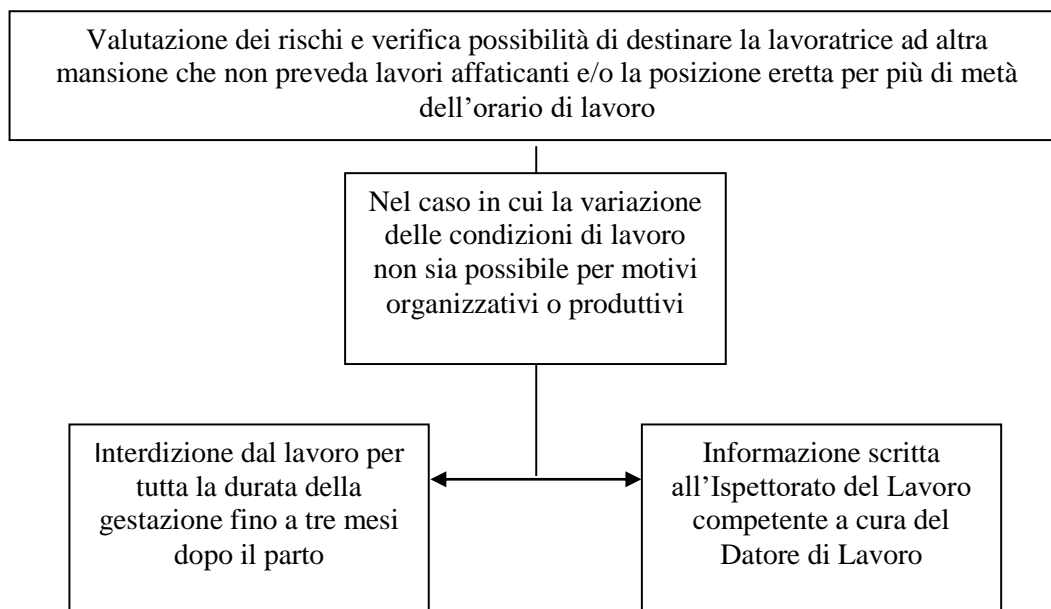 Valutazione dei rischi e verifica possibilità di destinare la lavoratrice ad altra
mansione che non preveda lavori affaticanti e/o la posizione eretta per più di metà
dell’orario di lavoro
Nel caso in cui la variazione
delle condizioni di lavoro
non sia possibile per motivi
organizzativi o produttivi
Interdizione dal lavoro per
tutta la durata della
gestazione fino a tre mesi
dopo il parto
Informazione scritta
all’Ispettorato del Lavoro
competente a cura del
Datore di Lavoro